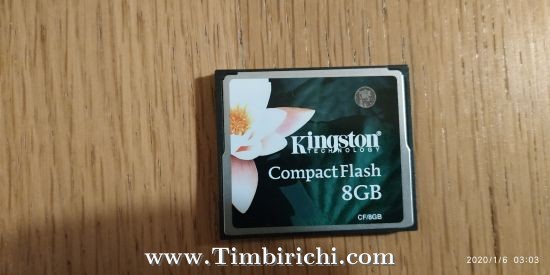 Kingston®
TECHNOLOGY
CompactFlash
8GB
CF/8GB
www.Timbirichi.com
2020/1/6 03:03